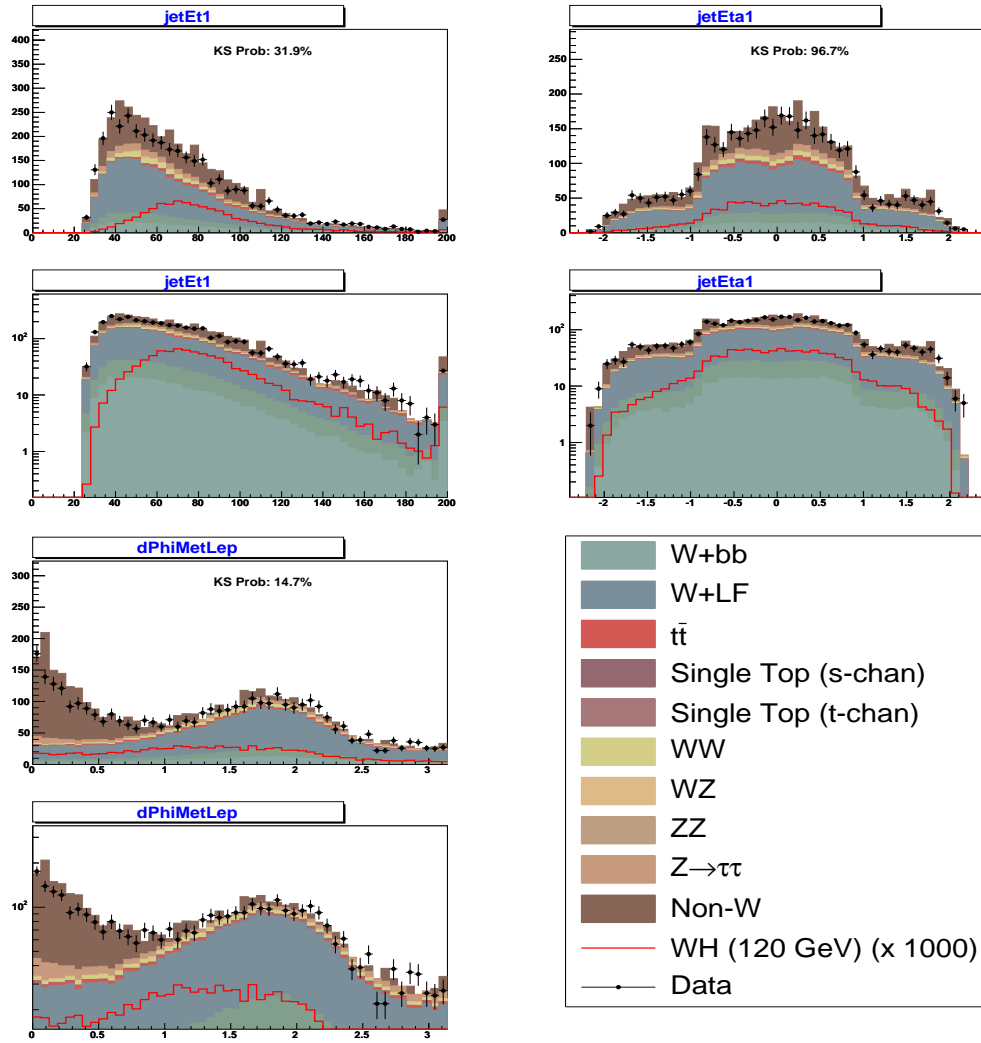 jetEt1
KS Prob: 31.9%
400
350
300
250
200
150
100
50
0
0 20 40 60 80 100 120 140 160 180 200
jetEta1
KS Prob: 96.7%
250
200
150
100
50
0
-2 -1.5 -1 -0.5 0 0.5 1 1.5 2
jetEt1
10²
10
1
0 20 40 60 80 100 120 140 160 180 200
jetEta1
10²
10
1
-2 -1.5 -1 -0.5 0 0.5 1 1.5 2
dPhiMetLep
KS Prob: 14.7%
300
250
200
150
100
50
0
0 0.5 1 1.5 2 2.5 3
dPhiMetLep
10²
0 0.5 1 1.5 2 2.5 3
W+bb
W+LF
tt̄
Single Top (s-chan)
Single Top (t-chan)
WW
WZ
ZZ
Z→ττ
Non-W
WH (120 GeV) (x 1000)
Data